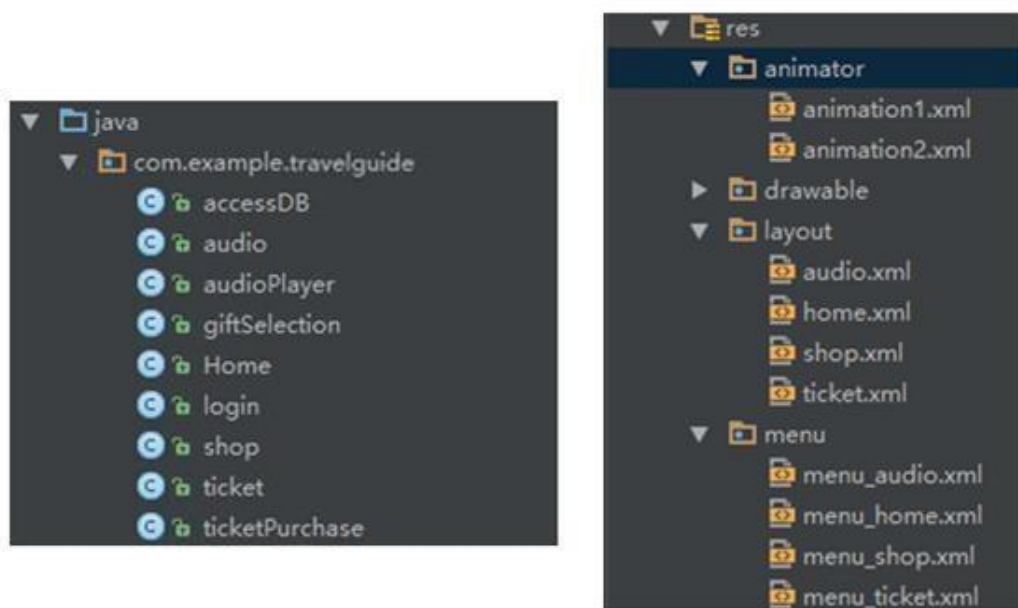 java
com.example.travelguide
accessDB
audio
audioPlayer
giftSelection
Home
login
shop
ticket
ticketPurchase
res
animator
animation1.xml
animation2.xml
drawable
layout
audio.xml
home.xml
shop.xml
ticket.xml
menu
menu_audio.xml
menu_home.xml
menu_shop.xml
menu_ticket.xml